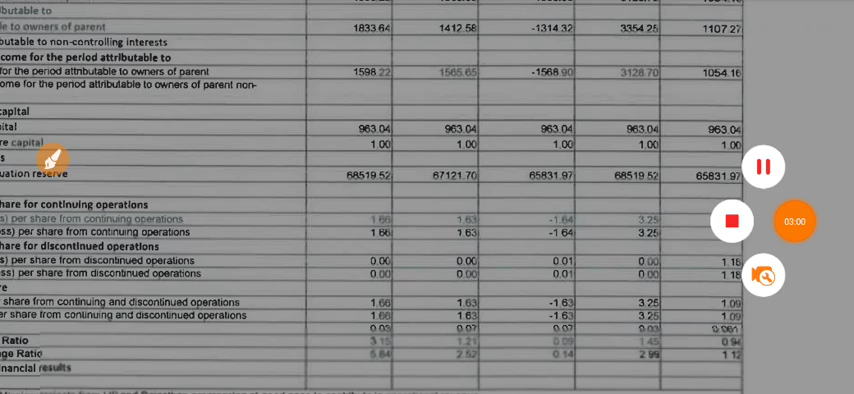 ibutable to
le to owners of parent 1833.64 1412.58 -1314.32 3354.25 1107.27
butable to non-controlling interests
come for the period attributable to
for the period attributable to owners of parent 1598.22 1565.65 -1568.90 3128.70 1054.16
ome for the period attributable to owners of parent non-
capital
ital 963.04 963.04 963.04 963.04 963.04
re capital 1.00 1.00 1.00 1.00 1.00
s
uation reserve 68519.52 67121.70 65831.97 68519.52 65831.97
hare for continuing operations
s) per share from continuing operations 1.66 1.63 -1.64 3.25
ss) per share from continuing operations 1.66 1.63 -1.64 3.25
hare for discontinued operations
s) per share from discontinued operations 0.00 0.00 0.01 0.00 1.18
ss) per share from discontinued operations 0.00 0.00 0.01 0.00 1.18
re
share from continuing and discontinued operations 1.66 1.63 -1.63 3.25 1.09
er share from continuing and discontinued operations 1.66 1.63 -1.63 3.25 1.09
0.03 0.07 0.07 0.03
Ratio 3.15 1.21 0.09 1.45 0.94
ge Ratio 5.84 2.52 0.14 2.99 1.12
nancial results
03:00